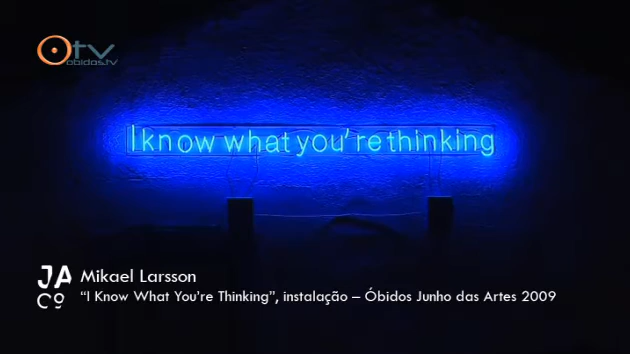 Otv
obidos.tv
I know what you're thinking
JA
Cº
Mikael Larsson
“I Know What You’re Thinking”, instalação – Óbidos Junho das Artes 2009